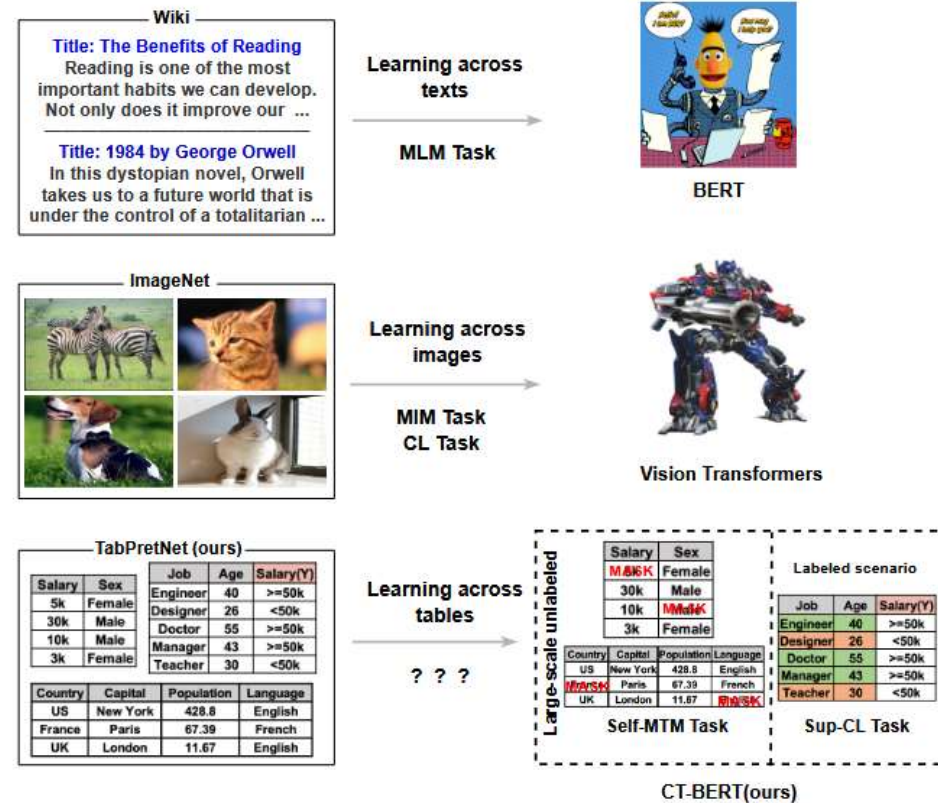 Wiki
Title: The Benefits of Reading
Reading is one of the most
important habits we can develop.
Not only does it improve our ...
Title: 1984 by George Orwell
In this dystopian novel, Orwell
takes us to a future world that is
under the control of a totalitarian ...
Learning across
texts
MLM Task
Hello!
I am BERT
How may
I help you?
BERT
ImageNet
Learning across
images
MIM Task
CL Task
Vision Transformers
TabPretNet (ours)
Salary Sex
5k Female
30k Male
10k Male
3k Female
Job Age Salary(Y)
Engineer 40 >=50k
Designer 26 <50k
Doctor 55 >=50k
Manager 43 >=50k
Teacher 30 <50k
Country Capital Population Language
US New York 428.8 English
France Paris 67.39 French
UK London 11.67 English
Learning across
tables
? ? ?
Large-scale unlabeled
Salary Sex
MASK Female
30k Male
10k MASK
3k Female
Country Capital Population Language
US New York 428.8 English
MASK Paris 67.39 French
UK London 11.67 MASK
Self-MTM Task
Labeled scenario
Job Age Salary(Y)
Engineer 40 >=50k
Designer 26 <50k
Doctor 55 >=50k
Manager 43 >=50k
Teacher 30 <50k
Sup-CL Task
CT-BERT(ours)